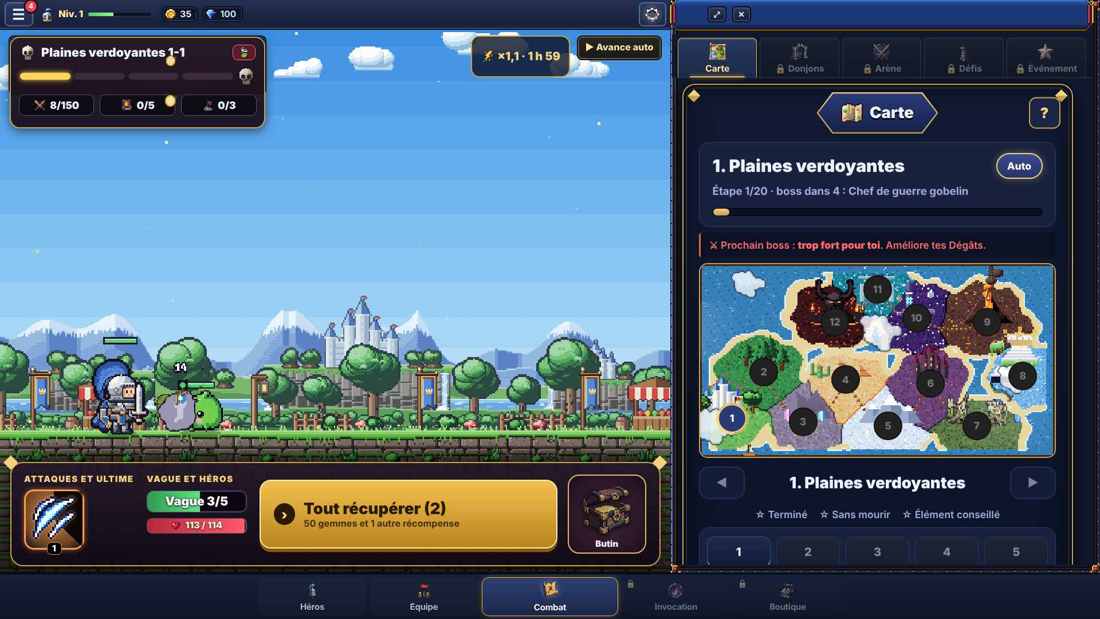 4
Niv. 1
35
100
Plaines verdoyantes 1-1
8/150
0/5
0/3
×1,1 · 1 h 59
▶ Avance auto
14
ATTAQUES ET ULTIME
1
VAGUE ET HÉROS
Vague 3/5
113 / 114
Tout récupérer (2)
50 gemmes et 1 autre récompense
Butin
Héros
Équipe
Combat
Invocation
Boutique
Carte
Donjons
Arène
Défis
Événement
Carte
?
1. Plaines verdoyantes
Auto
Étape 1/20 · boss dans 4 : Chef de guerre gobelin
Prochain boss : trop fort pour toi. Améliore tes Dégâts.
11
12
10
9
2
4
6
8
1
3
5
7
◀ 1. Plaines verdoyantes ▶
☆ Terminé ☆ Sans mourir ☆ Élément conseillé
1 2 3 4 5